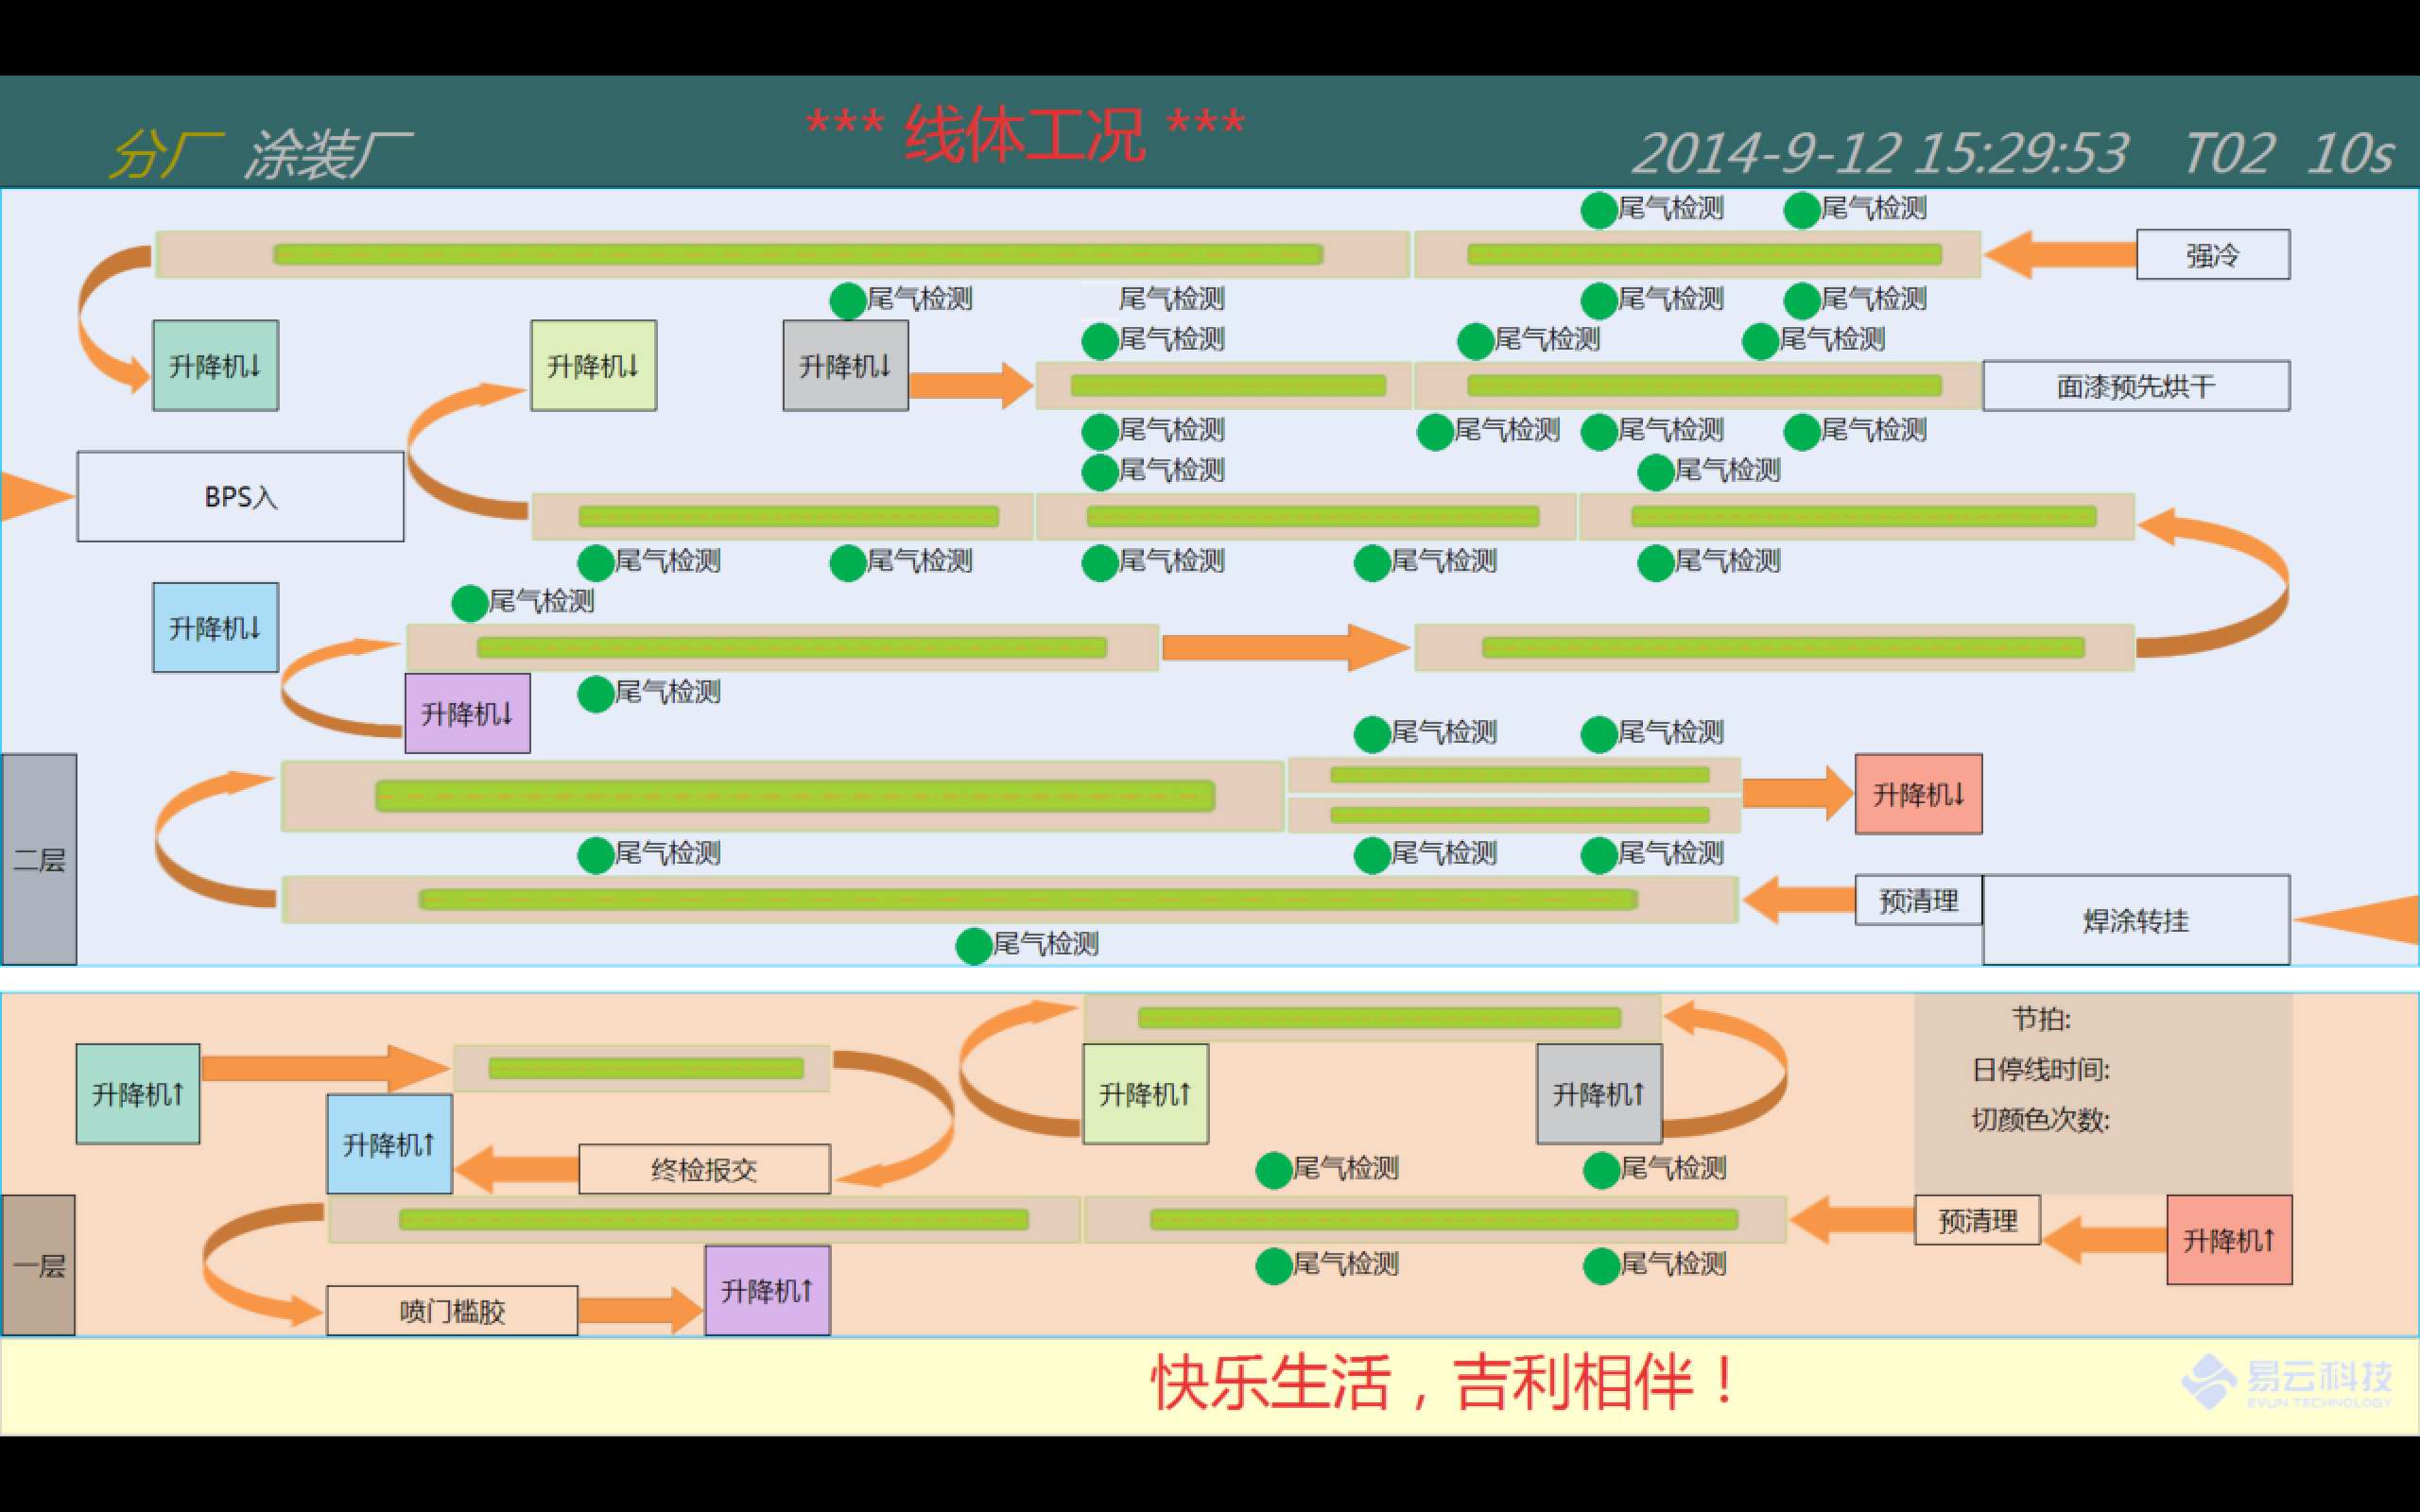 *** 线体工况 ***
分厂 涂装厂
2014-9-12 15:29:53 T02 10s
尾气检测 尾气检测
强冷
尾气检测 尾气检测 尾气检测 尾气检测
尾气检测 尾气检测 尾气检测
升降机↓ 升降机↓ 升降机↓
面漆预先烘干
尾气检测 尾气检测 尾气检测 尾气检测
尾气检测 尾气检测
BPS入
尾气检测 尾气检测 尾气检测 尾气检测 尾气检测
尾气检测
升降机↓
尾气检测
升降机↓
尾气检测 尾气检测
升降机↓
尾气检测 尾气检测 尾气检测
二层
预清理
焊涂转挂
尾气检测
节拍:
日停线时间:
升降机↑ 升降机↑ 升降机↑
切颜色次数:
升降机↑
终检报交
尾气检测 尾气检测
预清理
升降机↑
一层
尾气检测 尾气检测
升降机↑
喷门槛胶
快乐生活，吉利相伴！
易云科技
EVUN TECHNOLOGY